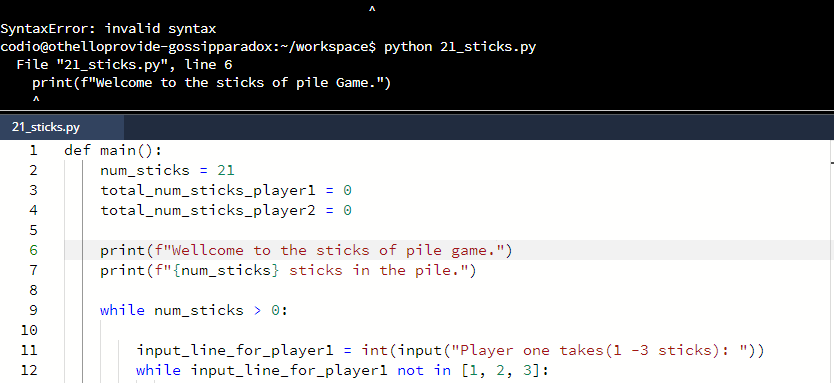 ^
SyntaxError: invalid syntax
codio@othelloprovide-gossipparadox:~/workspace$ python 21_sticks.py
  File "21_sticks.py", line 6
    print(f"Welcome to the sticks of pile Game.")
    ^
21_sticks.py
1 def main():
2     num_sticks = 21
3     total_num_sticks_player1 = 0
4     total_num_sticks_player2 = 0
5
6     print(f"Wellcome to the sticks of pile game.")
7     print(f"{num_sticks} sticks in the pile.")
8
9     while num_sticks > 0:
10
11         input_line_for_player1 = int(input("Player one takes(1 -3 sticks): "))
12         while input_line_for_player1 not in [1, 2, 3]: